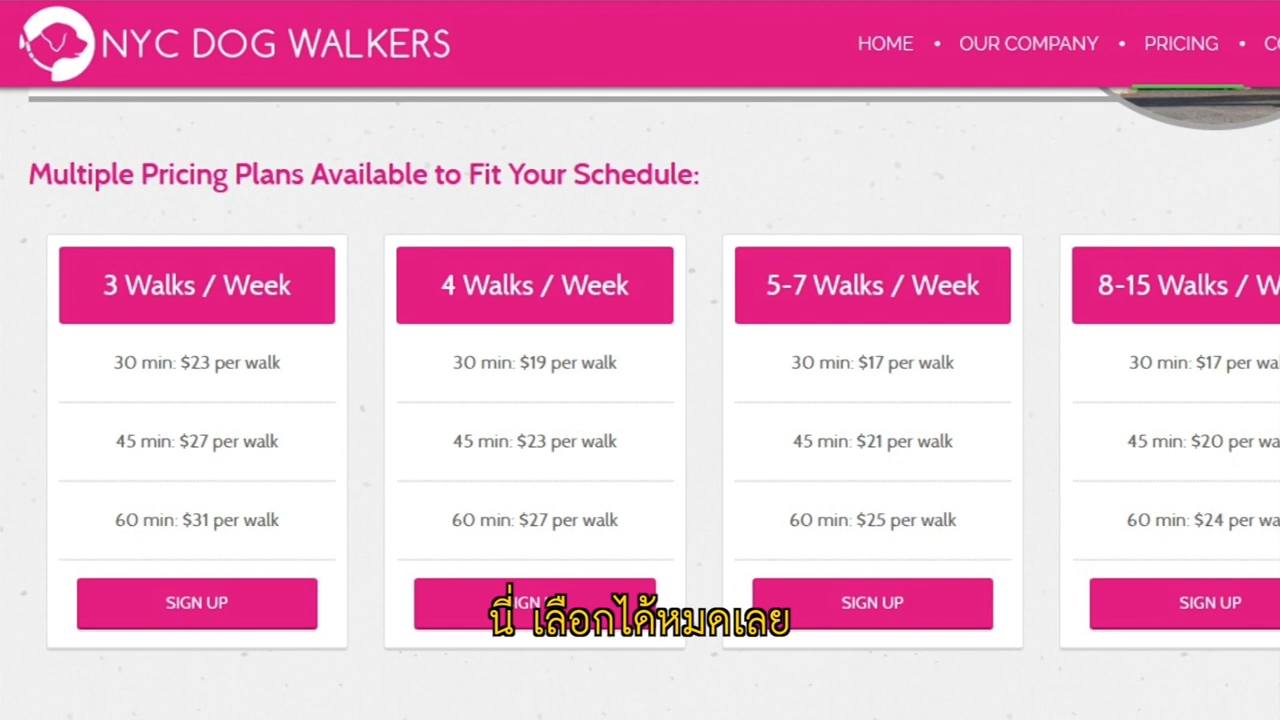 NYC DOG WALKERS
HOME • OUR COMPANY • PRICING •
Multiple Pricing Plans Available to Fit Your Schedule:
3 Walks / Week
30 min: $23 per walk
45 min: $27 per walk
60 min: $31 per walk
SIGN UP
4 Walks / Week
30 min: $19 per walk
45 min: $23 per walk
60 min: $27 per walk
5-7 Walks / Week
30 min: $17 per walk
45 min: $21 per walk
60 min: $25 per walk
SIGN UP
8-15 Walks /
30 min: $17 per
45 min: $20 per
60 min: $24 per
SIGN UP
นี่ เลือกได้หมดเลย